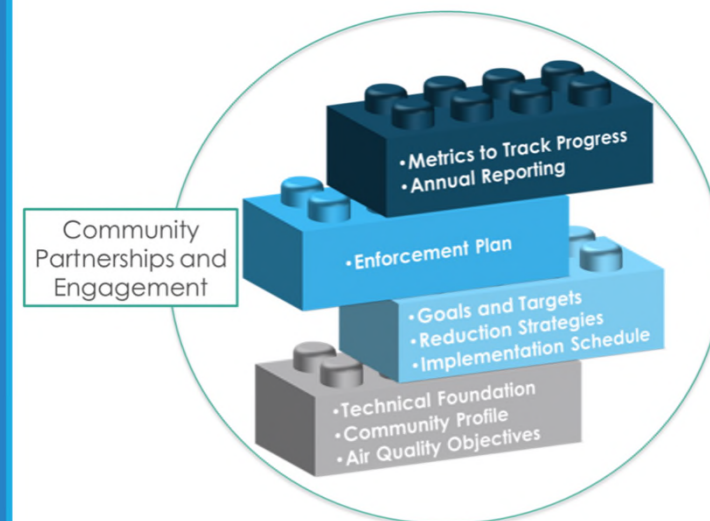 • Metrics to Track Progress
• Annual Reporting
Community
Partnerships and
Engagement
• Enforcement Plan
• Goals and Targets
• Reduction Strategies
• Implementation Schedule
• Technical Foundation
• Community Profile
• Air Quality Objectives